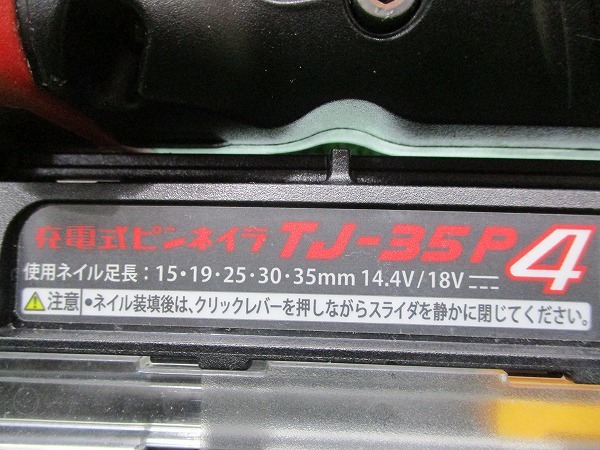 充電式ピンネイラ TJ-35P4
使用ネイル足長：15・19・25・30・35mm 14.4V/18V⎓
⚠注意 •ネイル装填後は、クリックレバーを押しながらスライダを静かに閉じてください。